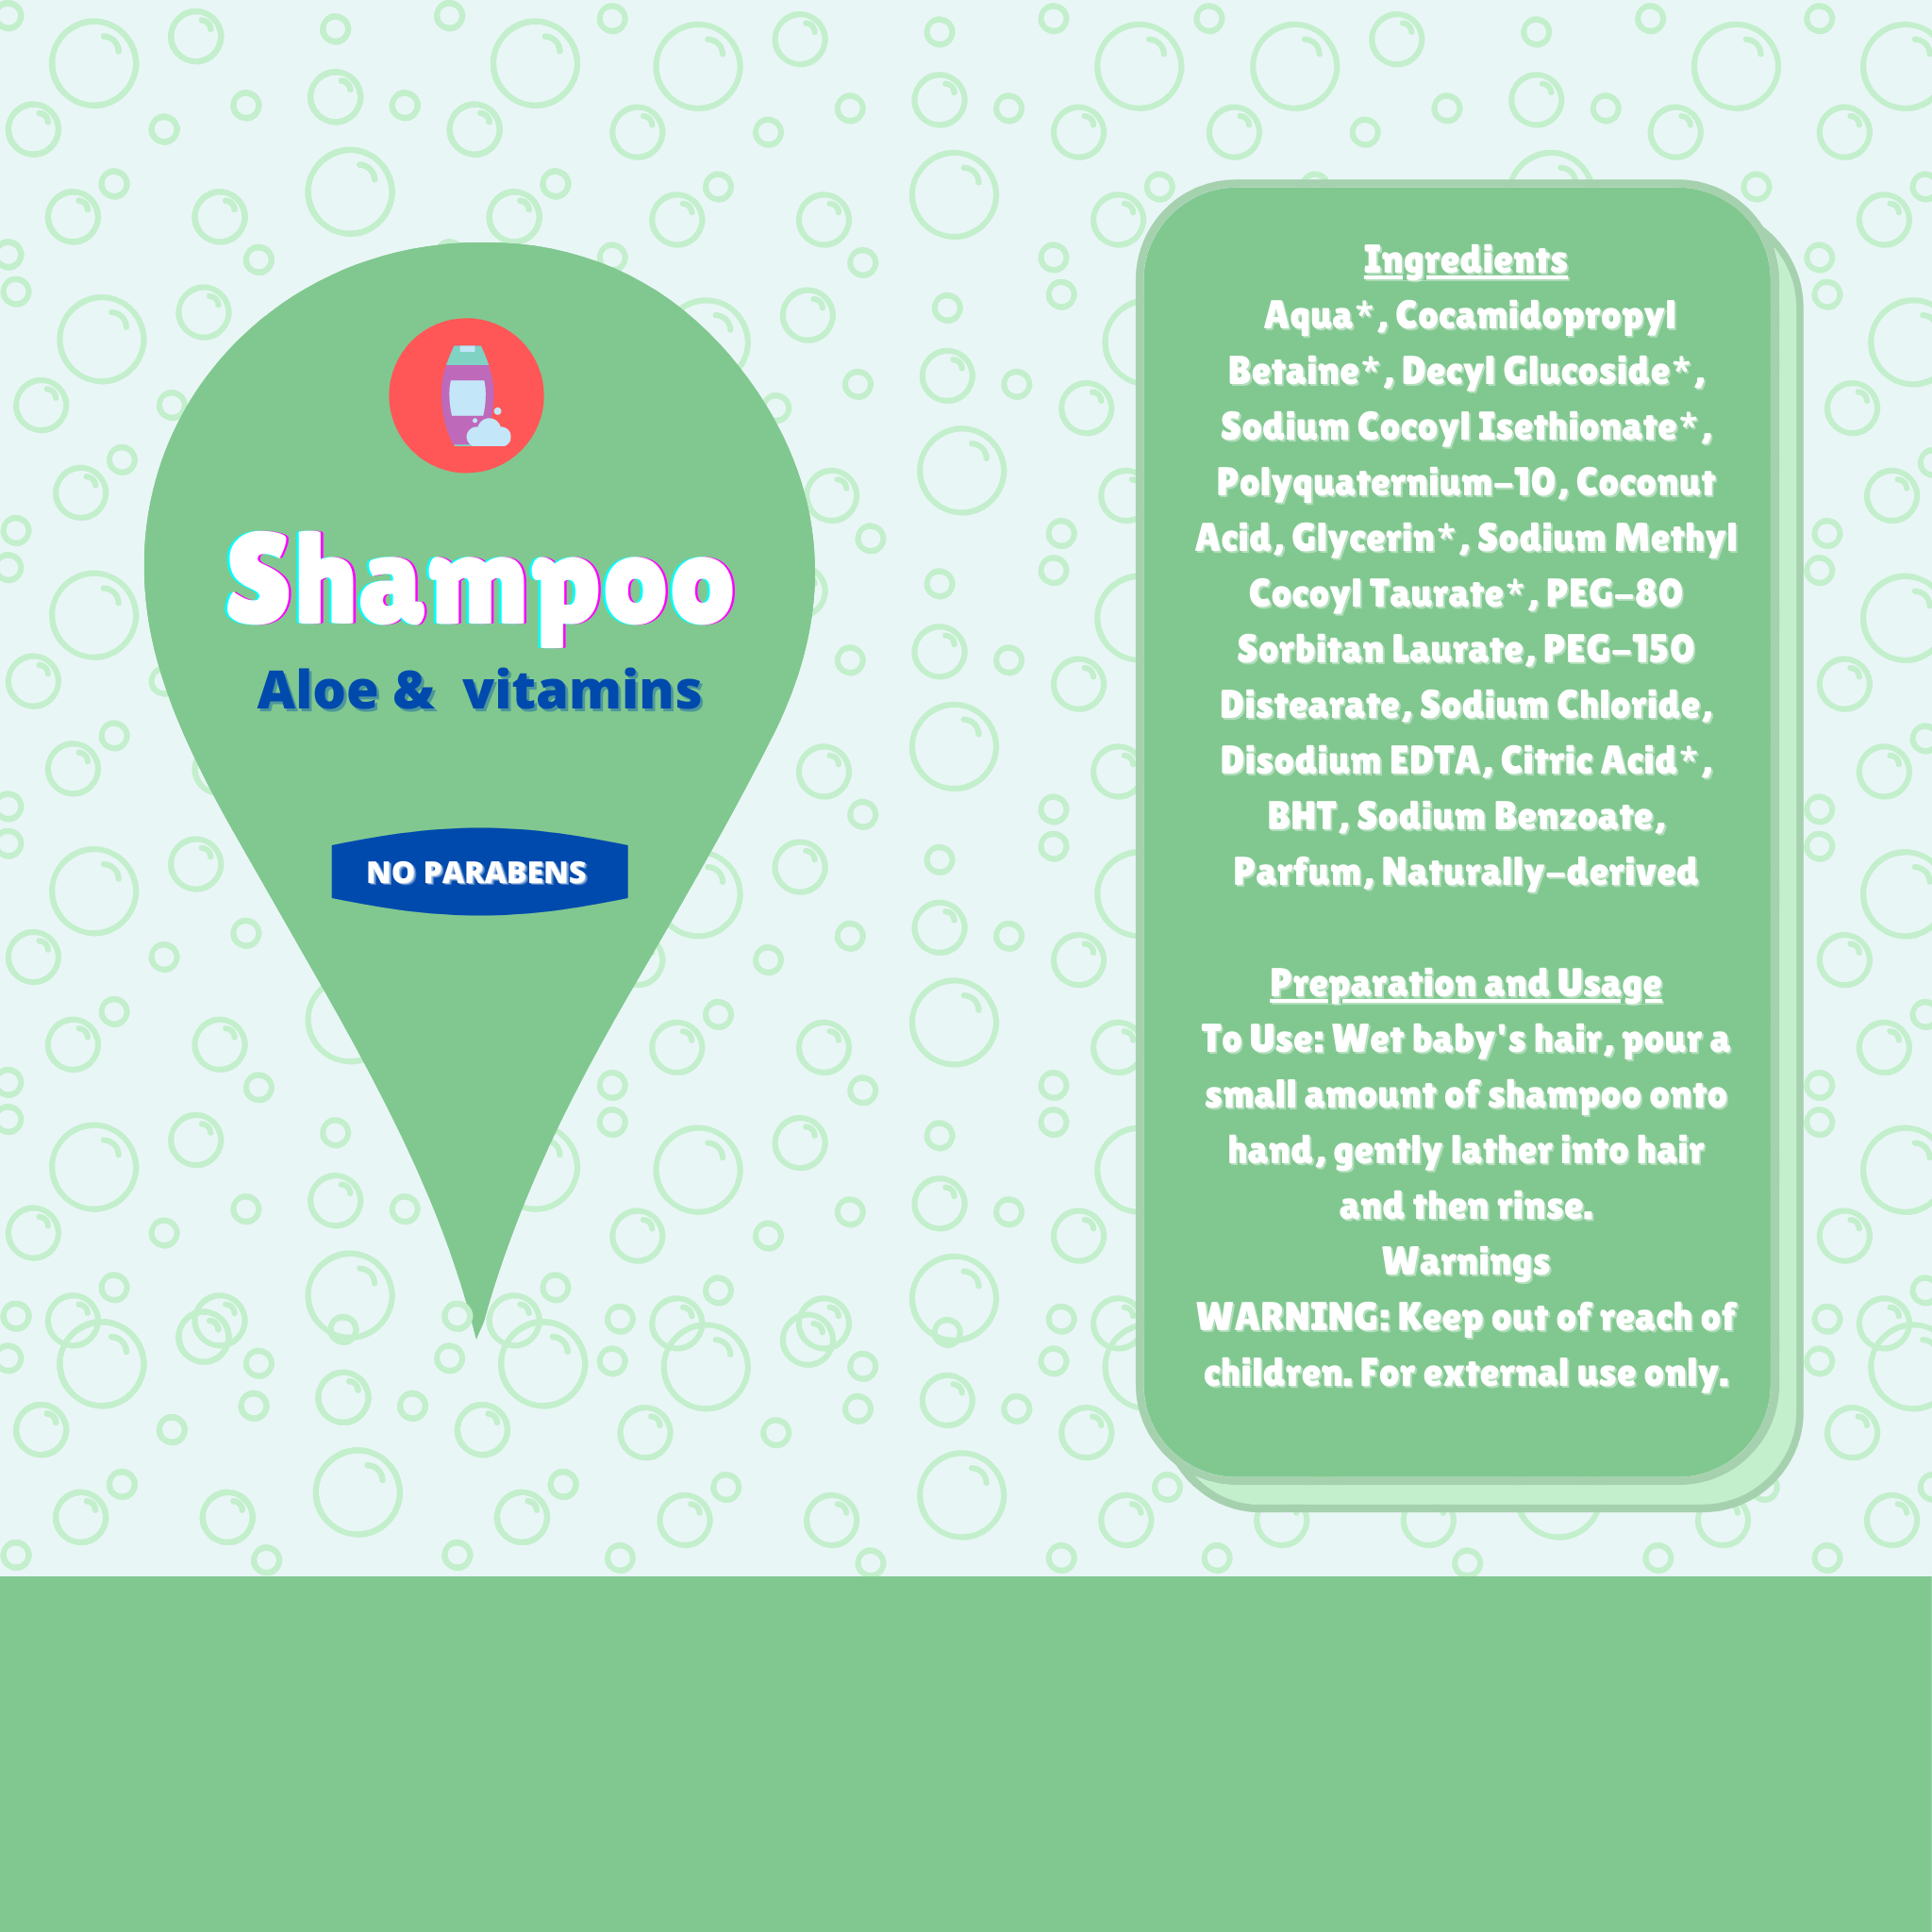 Shampoo
Aloe & vitamins
NO PARABENS
Ingredients
Aqua*, Cocamidopropyl
Betaine*, Decyl Glucoside*,
Sodium Cocoyl Isethionate*,
Polyquaternium-10, Coconut
Acid, Glycerin*, Sodium Methyl
Cocoyl Taurate*, PEG-80
Sorbitan Laurate, PEG-150
Distearate, Sodium Chloride,
Disodium EDTA, Citric Acid*,
BHT, Sodium Benzoate,
Parfum, Naturally-derived
Preparation and Usage
To Use: Wet baby's hair, pour a
small amount of shampoo onto
hand, gently lather into hair
and then rinse.
Warnings
WARNING: Keep out of reach of
children. For external use only.